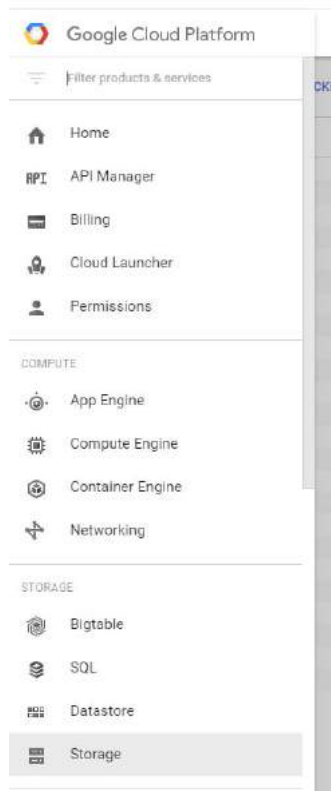 Google Cloud Platform
Filter products & services
Home
API
API Manager
Billing
Cloud Launcher
Permissions
COMPUTE
App Engine
Compute Engine
Container Engine
Networking
STORAGE
Bigtable
SQL
Datastore
Storage